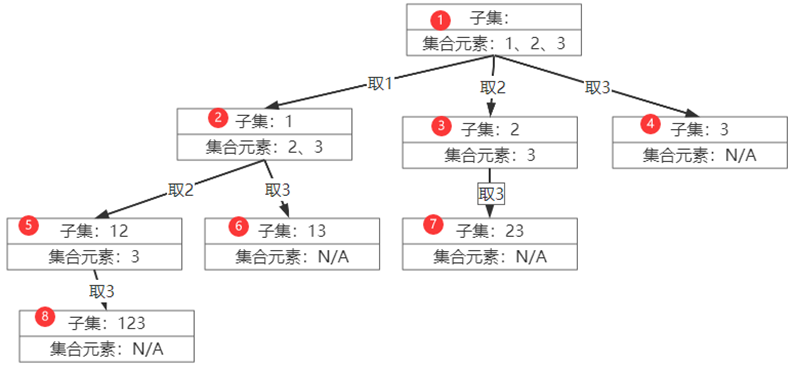 1 子集：
集合元素：1、2、3
取1
取2
取3
2 子集：1
集合元素：2、3
3 子集：2
集合元素：3
4 子集：3
集合元素：N/A
取2
取3
取3
5 子集：12
集合元素：3
6 子集：13
集合元素：N/A
7 子集：23
集合元素：N/A
取3
8 子集：123
集合元素：N/A